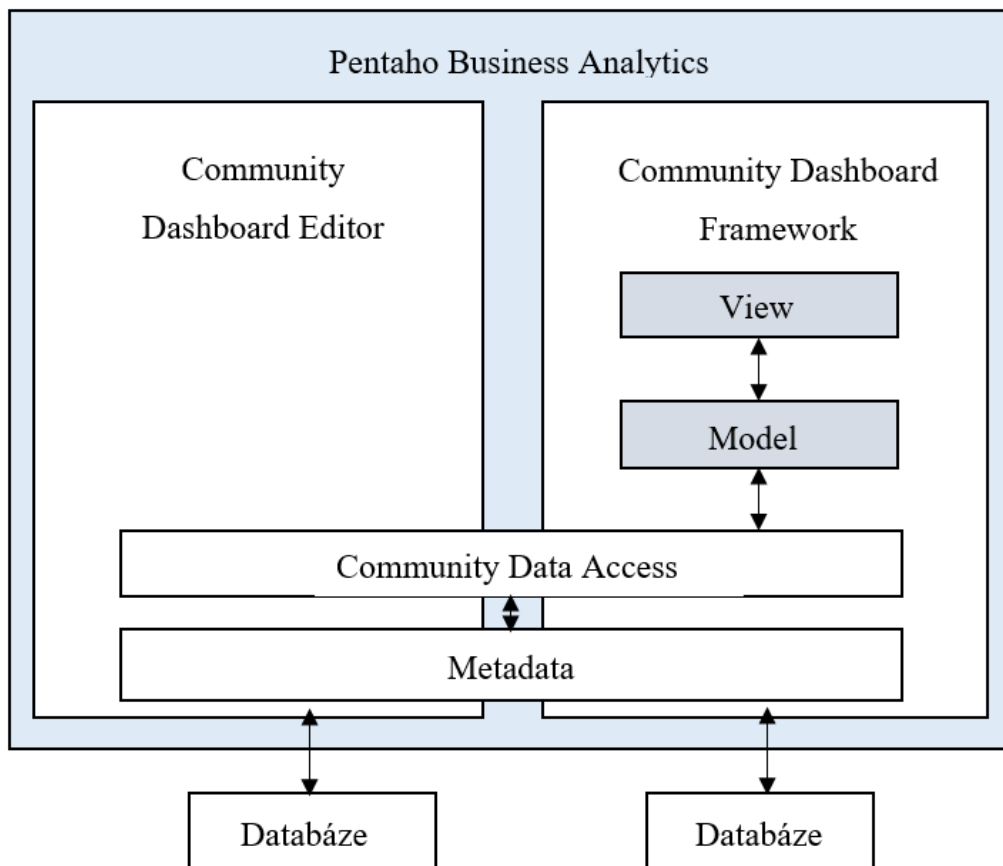 Pentaho Business Analytics
Community
Dashboard Editor
Community Dashboard
Framework
View
Model
Community Data Access
Metadata
Databáze
Databáze